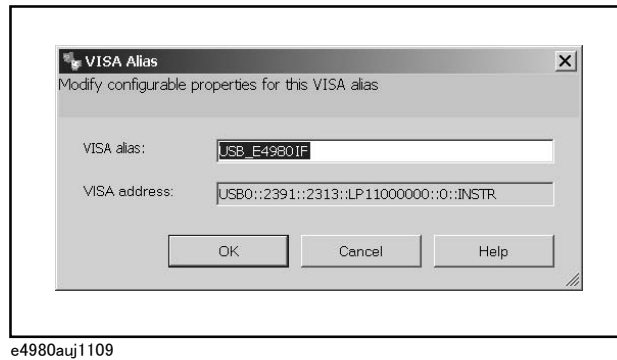 VISA Alias
Modify configurable properties for this VISA alias
VISA alias: USB_E4980IF
VISA address: USB0::2391::2313::LP11000000::0::INSTR
OK Cancel Help
e4980auj1109